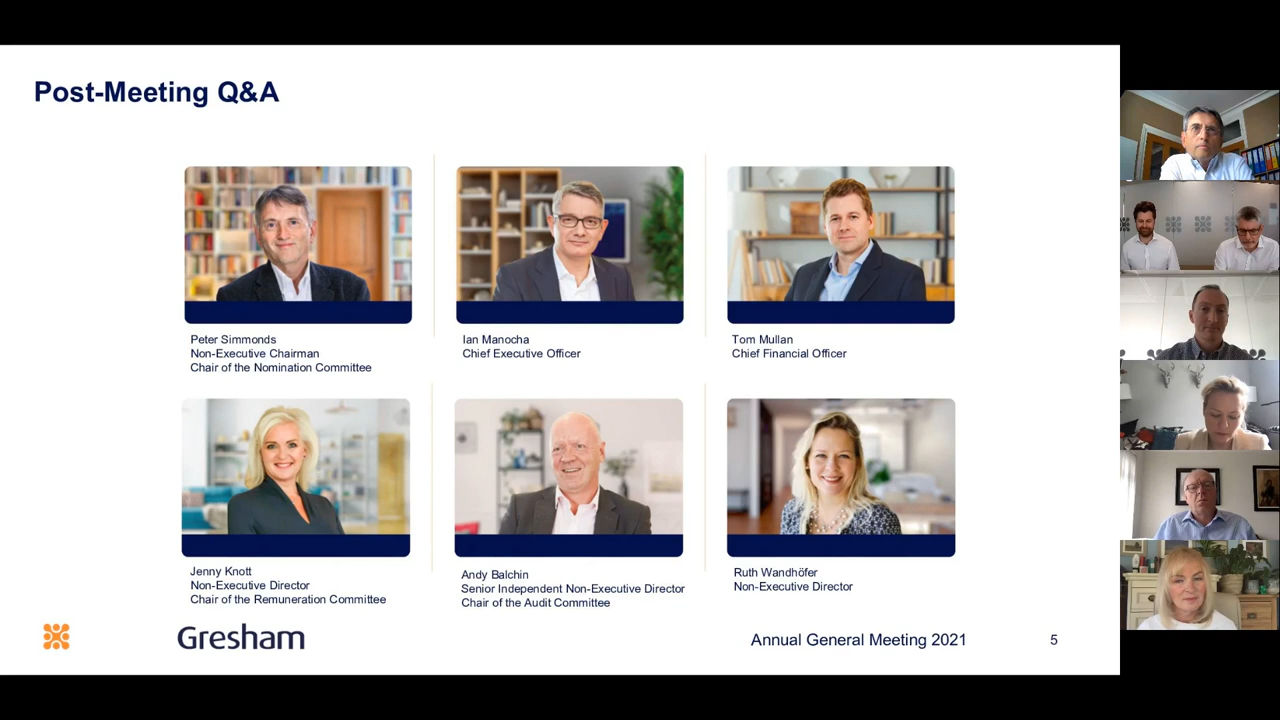 Post-Meeting Q&A
Peter Simmonds
Non-Executive Chairman
Chair of the Nomination Committee
Ian Manocha
Chief Executive Officer
Tom Mullan
Chief Financial Officer
Jenny Knott
Non-Executive Director
Chair of the Remuneration Committee
Andy Balchin
Senior Independent Non-Executive Director
Chair of the Audit Committee
Ruth Wandhöfer
Non-Executive Director
Gresham
Annual General Meeting 2021
5